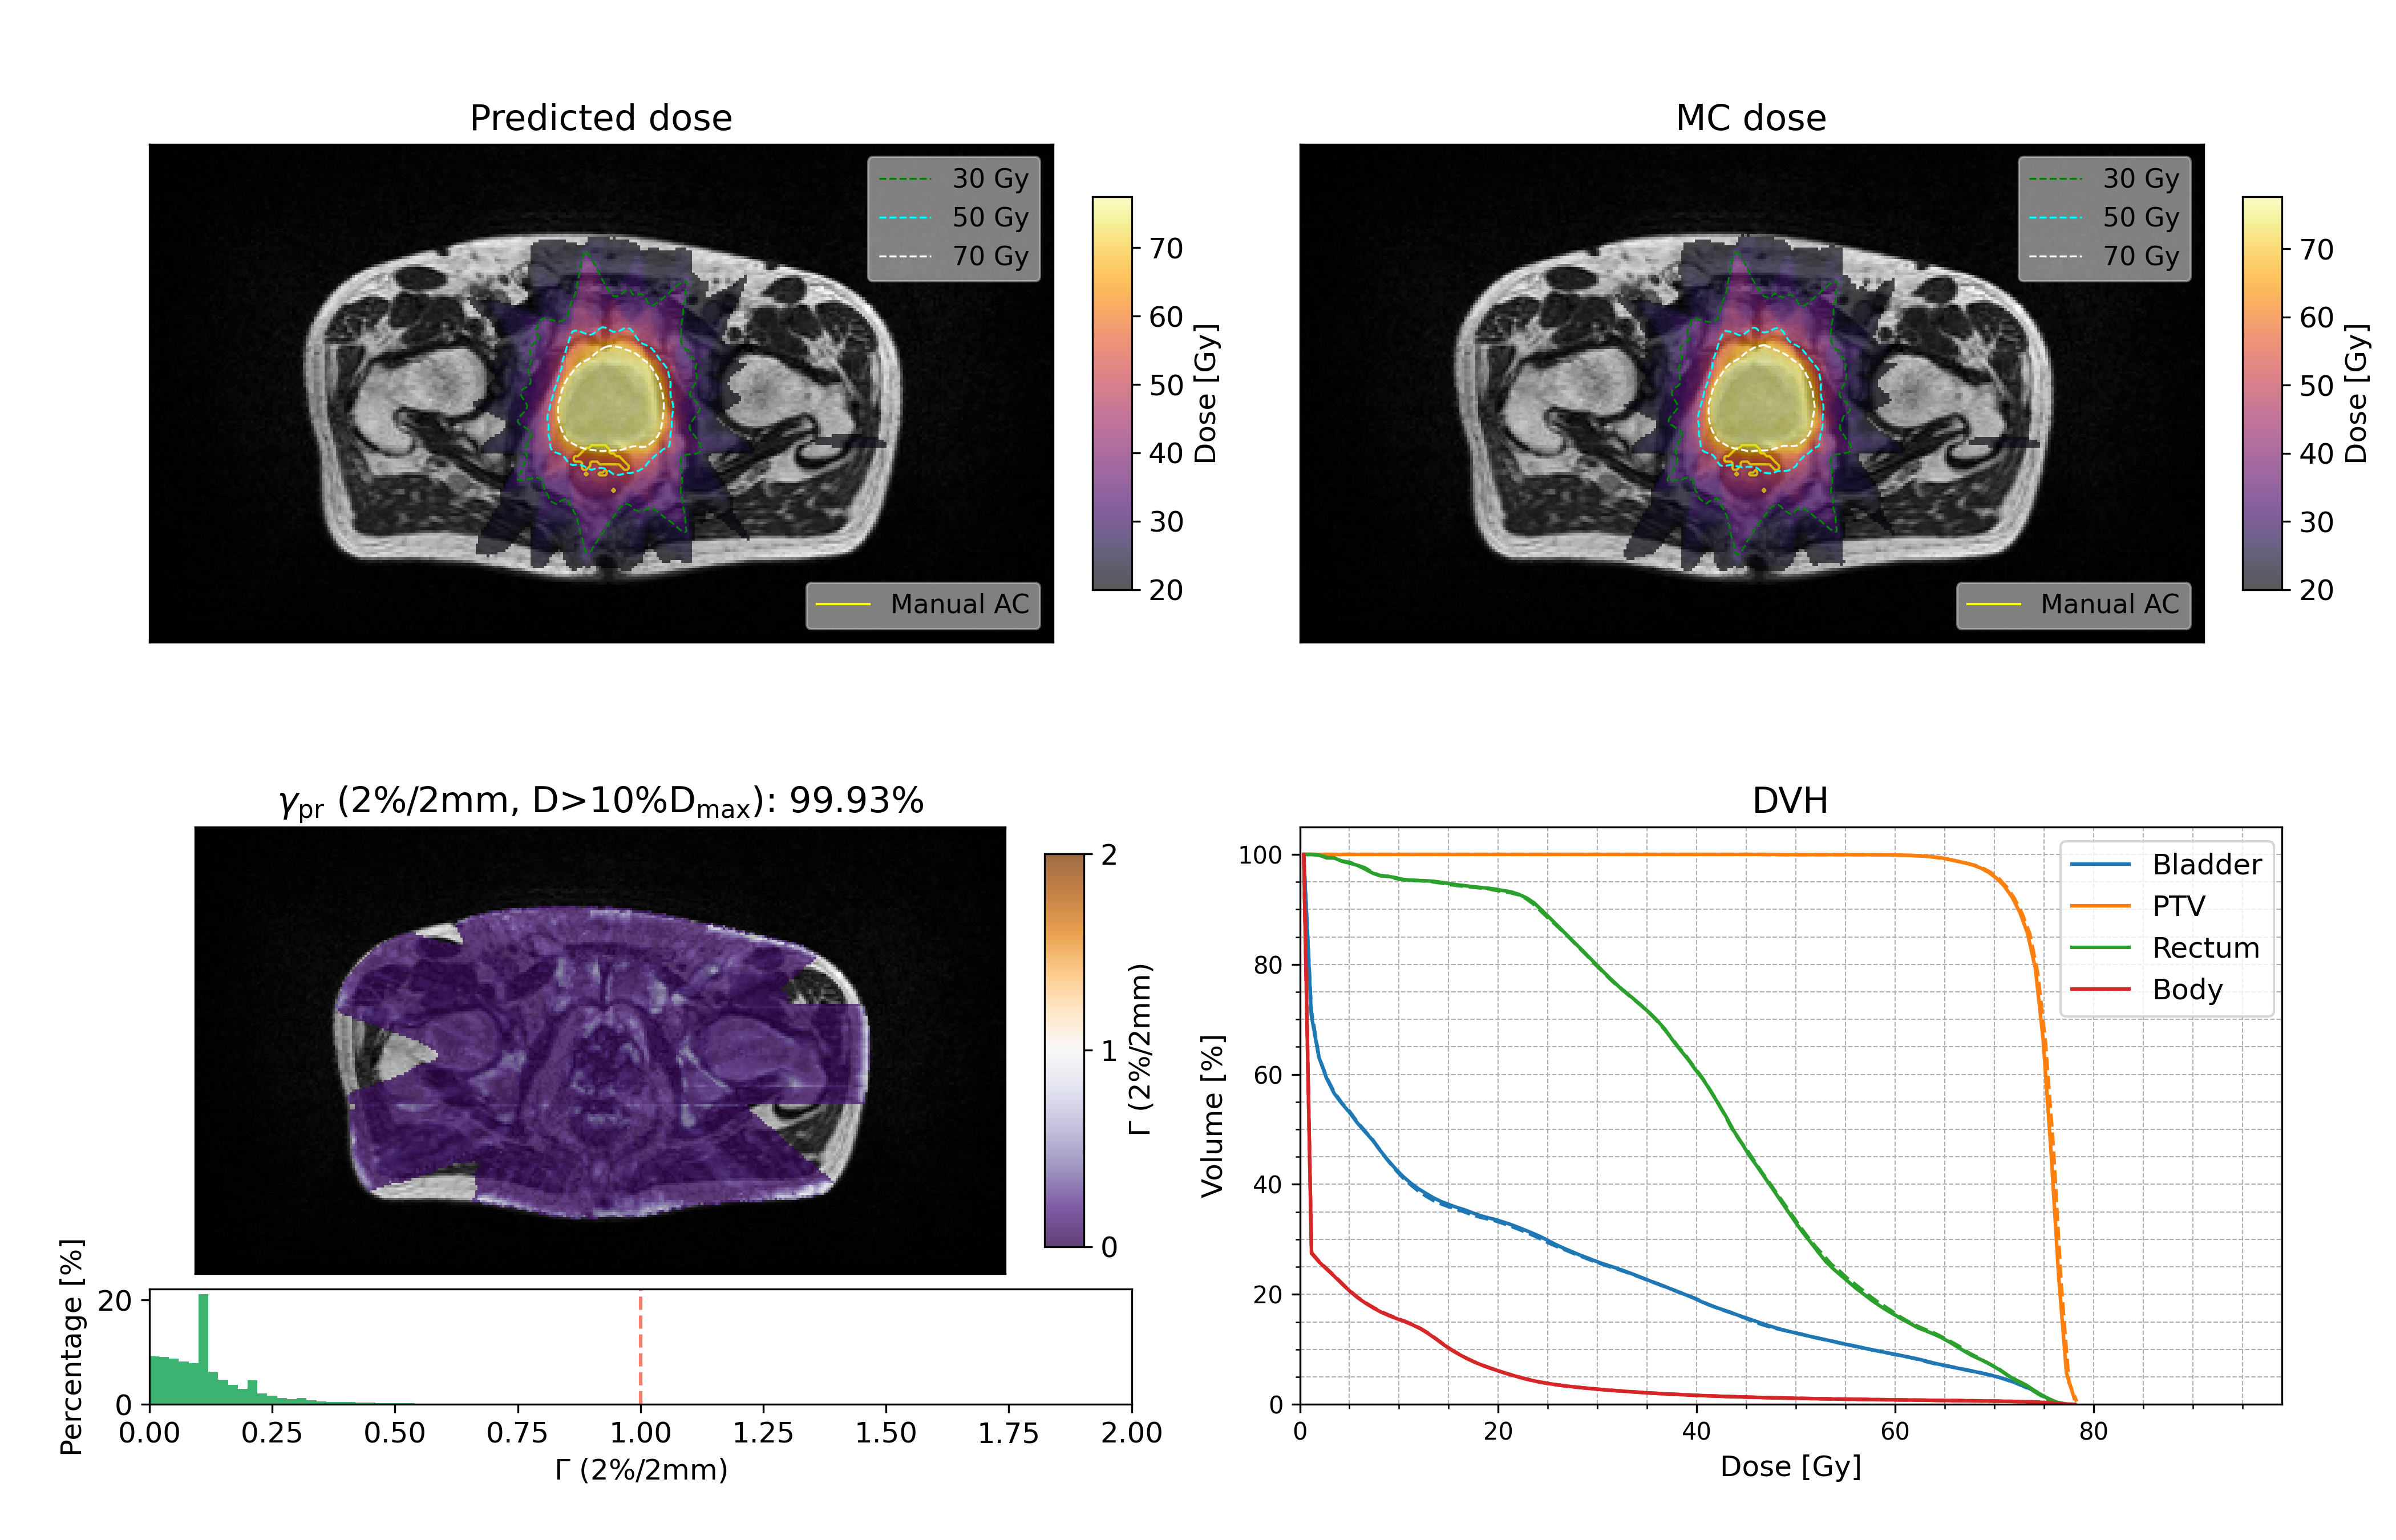 Predicted dose
30 Gy
50 Gy
70 Gy
Manual AC
70
60
50
40
30
20
Dose [Gy]
MC dose
30 Gy
50 Gy
70 Gy
Manual AC
70
60
50
40
30
20
Dose [Gy]
γpr (2%/2mm, D>10%Dmax): 99.93%
2
1
0
Γ (2%/2mm)
Percentage [%]
20
0
0.00 0.25 0.50 0.75 1.00 1.25 1.50 1.75 2.00
Γ (2%/2mm)
DVH
Bladder
PTV
Rectum
Body
Volume [%]
100
80
60
40
20
0
0 20 40 60 80
Dose [Gy]